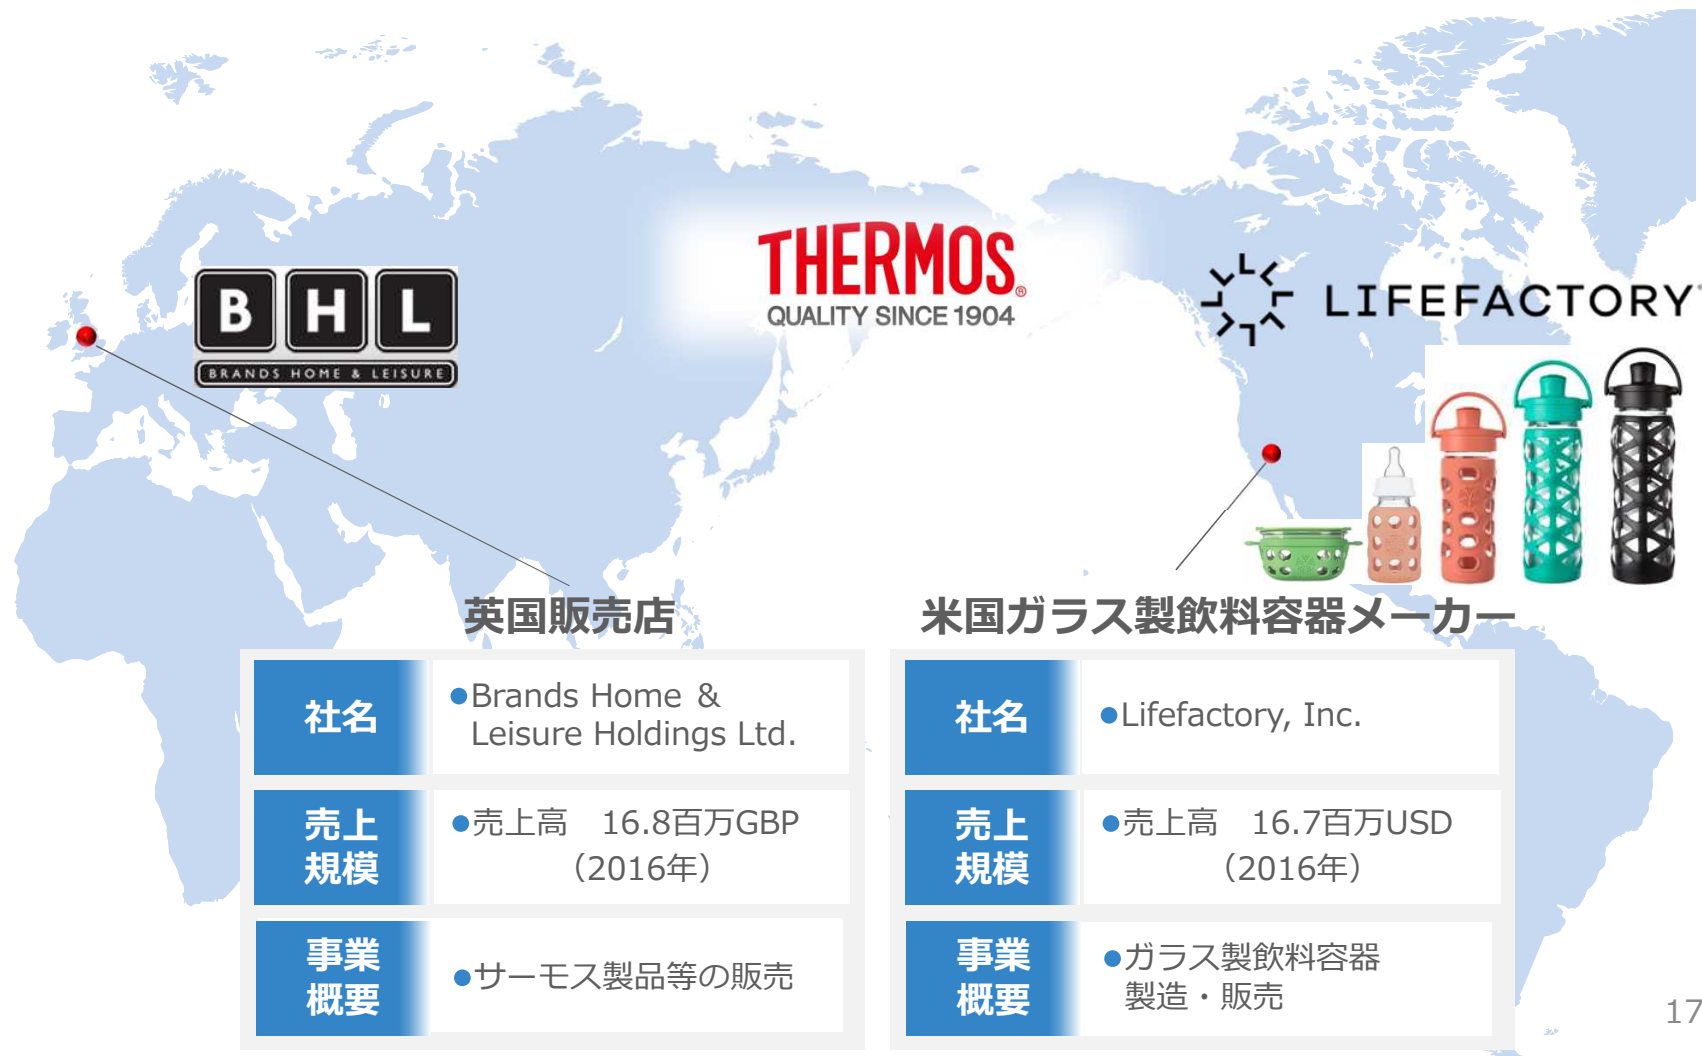 THERMOS®
QUALITY SINCE 1904
B H L
BRANDS HOME & LEISURE
LIFEFACTORY
英国販売店
社名
●Brands Home &
Leisure Holdings Ltd.
売上
規模
●売上高 16.8百万GBP
(2016年)
事業
概要
●サーモス製品等の販売
米国ガラス製飲料容器メーカー
社名
●Lifefactory, Inc.
売上
規模
●売上高 16.7百万USD
(2016年)
事業
概要
●ガラス製飲料容器
製造・販売
17